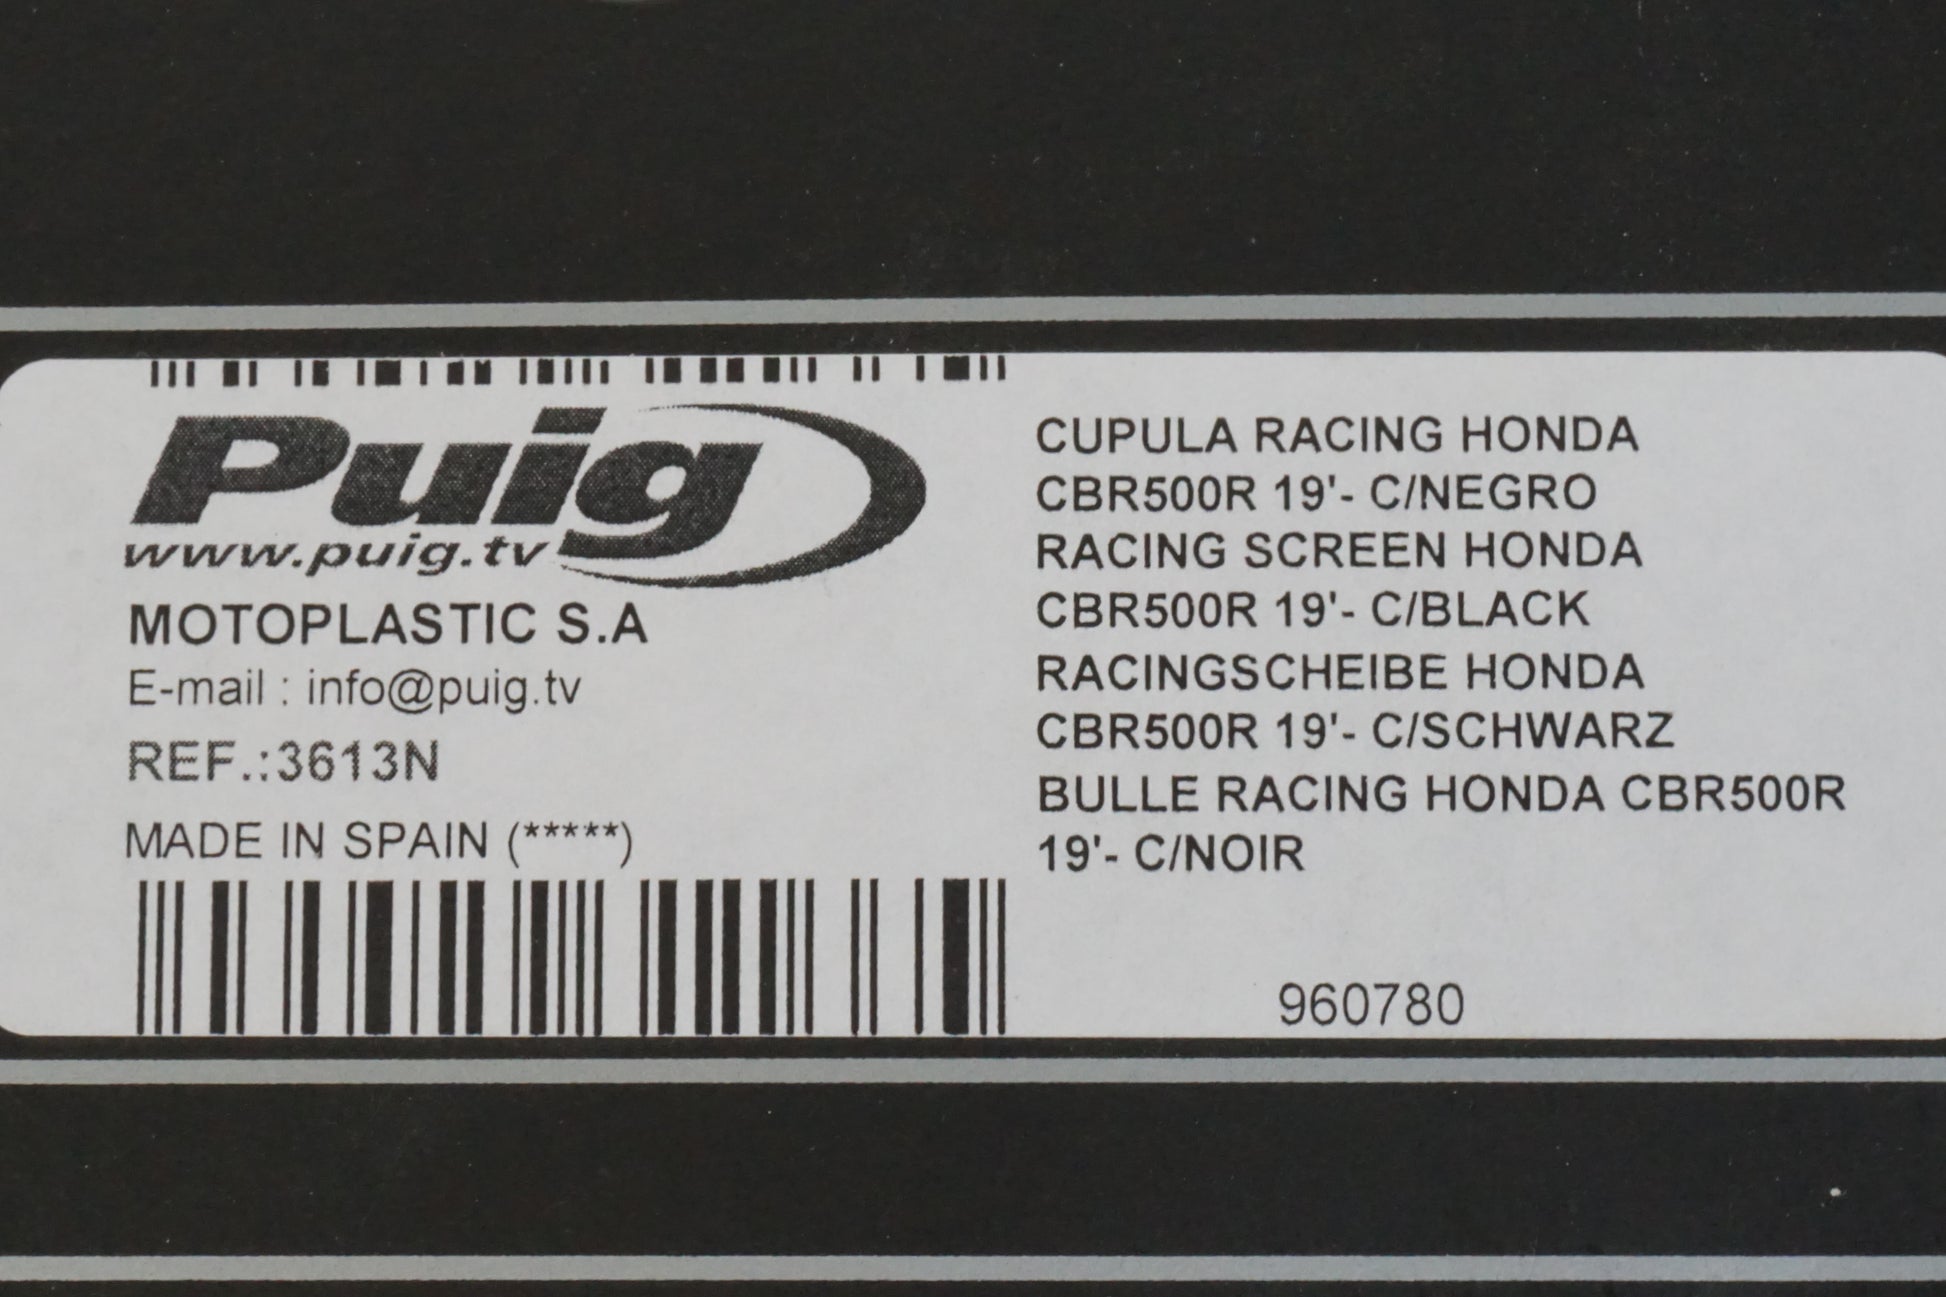 Puig
www.puig.tv
MOTOPLASTIC S.A
E-mail : info@puig.tv
REF.:3613N
MADE IN SPAIN (*****)
CUPULA RACING HONDA
CBR500R 19'- C/NEGRO
RACING SCREEN HONDA
CBR500R 19'- C/BLACK
RACINGSCHEIBE HONDA
CBR500R 19'- C/SCHWARZ
BULLE RACING HONDA CBR500R
19'- C/NOIR
960780